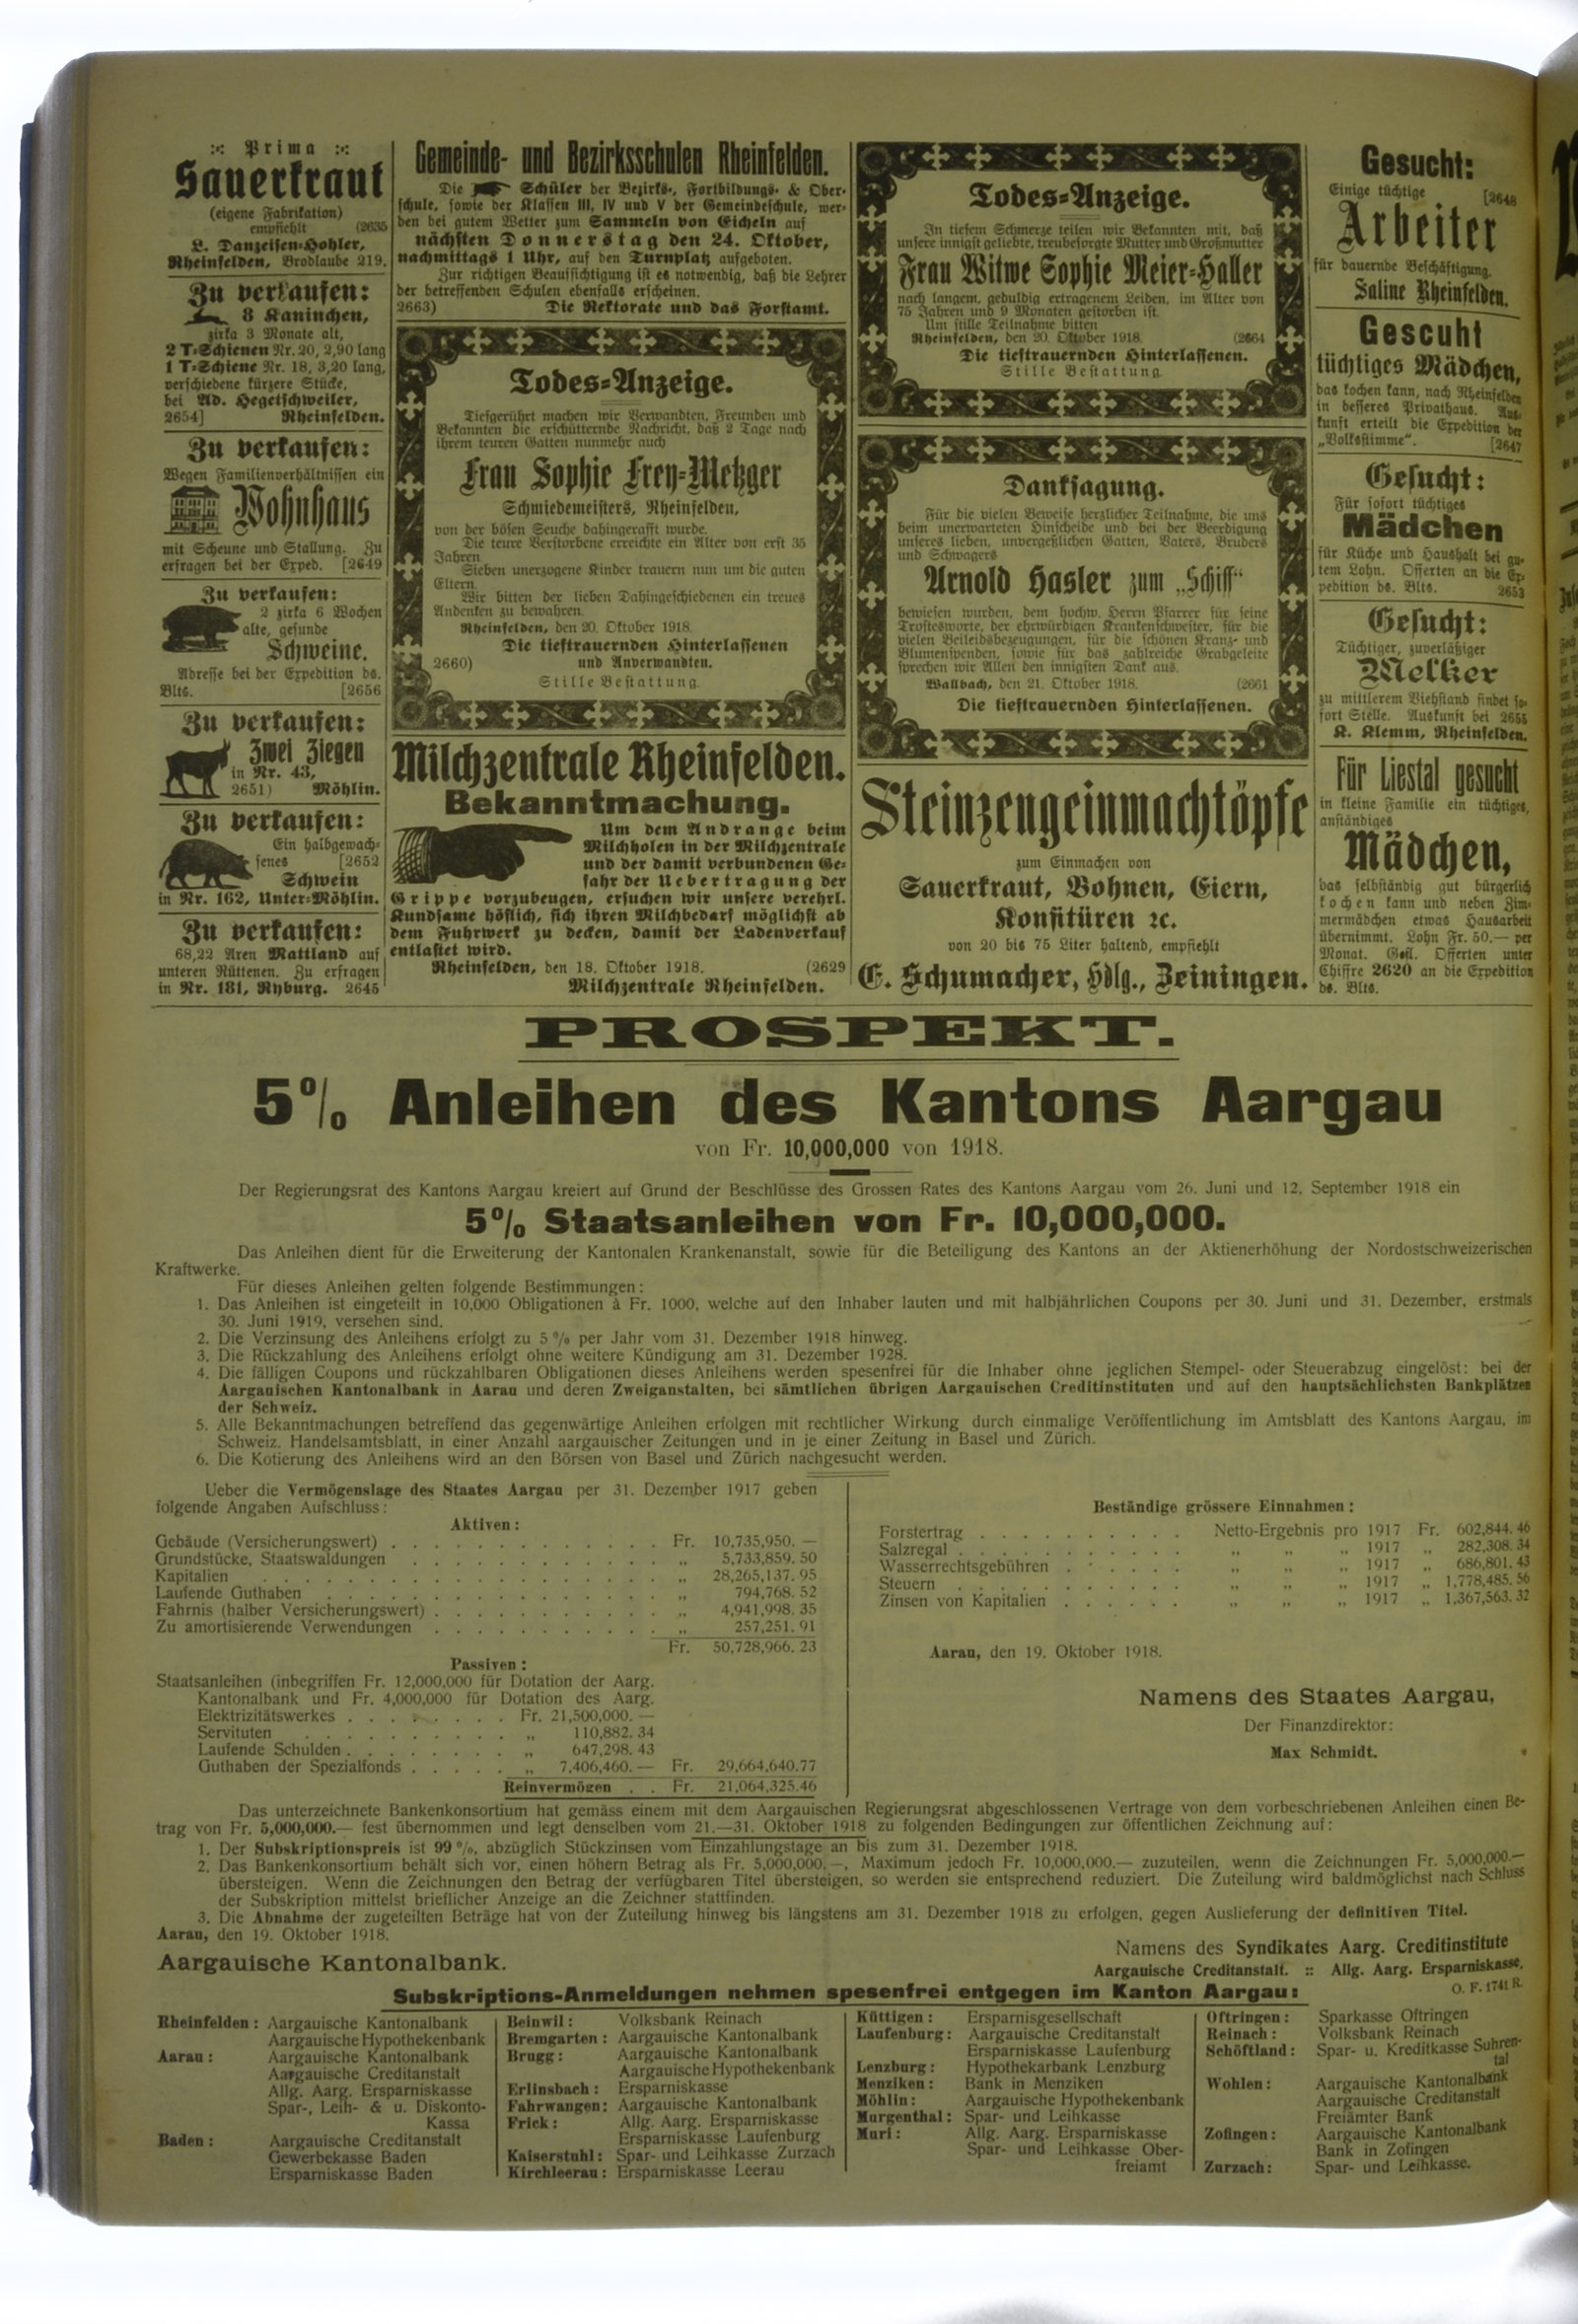 :-: Prima :-:
Sauerkraut
(eigene Fabrikation)
empfiehlt (2635
L. Danzeisen-Hohler,
Rheinfelden, Brodlaube 219.
Zu verkaufen:
8 Kaninchen,
zirka 3 Monate alt,
2 T-Schienen Nr. 20, 2,90 lang
1 T-Schiene Nr. 18, 3,20 lang,
verschiedene kürzere Stücke,
bei Ad. Hegetschweiler,
2654] Rheinfelden.
Zu verkaufen:
Wegen Familienverhältnissen ein
Wohnhaus
mit Scheune und Stallung. Zu
erfragen bei der Exped. [2649
Zu verkaufen:
2 zirka 6 Wochen
alte, gesunde
Schweine.
Adresse bei der Expedition ds.
Blts. [2656
Zu verkaufen:
Zwei Ziegen
in Nr. 43,
2651) Möhlin.
Zu verkaufen:
Ein halbgewach-
senes [2652
Schwein
in Nr. 162, Unter-Möhlin.
Zu verkaufen:
68,22 Aren Mattland auf
unteren Rüttenen. Zu erfragen
in Nr. 181, Ryburg. 2645
Gemeinde- und Bezirksschulen Rheinfelden.
Die Schüler der Bezirks-, Fortbildungs- & Ober-
schule, sowie der Klassen III, IV und V der Gemeindeschule, wer-
den bei gutem Wetter zum Sammeln von Eicheln auf
nächsten Donnerstag den 24. Oktober,
nachmittags 1 Uhr, auf den Turnplatz aufgeboten.
Zur richtigen Beaufsichtigung ist es notwendig, daß die Lehrer
der betreffenden Schulen ebenfalls erscheinen.
2663) Die Rektorate und das Forstamt.
Todes-Anzeige.
Tiefgerührt machen wir Verwandten, Freunden und
Bekannten die erschütternde Nachricht, daß 2 Tage nach
ihrem teuren Gatten nunmehr auch
Frau Sophie Frey-Metzger
Schmiedemeisters, Rheinfelden,
von der bösen Seuche dahingerafft wurde.
Die teure Verstorbene erreichte ein Alter von erst 35
Jahren.
Sieben unerzogene Kinder trauern nun um die guten
Eltern.
Wir bitten der lieben Dahingeschiedenen ein treues
Andenken zu bewahren.
Rheinfelden, den 20. Oktober 1918.
Die tieftrauernden Hinterlassenen
2660) und Anverwandten.
Stille Bestattung.
Milchzentrale Rheinfelden.
Bekanntmachung.
Um dem Andrange beim
Milchholen in der Milchzentrale
und der damit verbundenen Ge-
fahr der Uebertragung der
Grippe vorzubeugen, ersuchen wir unsere verehrl.
Kundsame höflich, sich ihren Milchbedarf möglichst ab
dem Fuhrwerk zu decken, damit der Ladenverkauf
entlastet wird.
Rheinfelden, den 18. Oktober 1918. (2629
Milchzentrale Rheinfelden.
Todes-Anzeige.
In tiefem Schmerze teilen wir Bekannten mit, daß
unsere innigst geliebte, treubesorgte Mutter und Großmutter
Frau Witwe Sophie Meier-Haller
nach langem, geduldig ertragenem Leiden, im Alter von
75 Jahren und 9 Monaten gestorben ist.
Um stille Teilnahme bitten
Rheinfelden, den 20. Oktober 1918. (2664
Die tieftrauernden Hinterlassenen.
Stille Bestattung.
Danksagung.
Für die vielen Beweise herzlicher Teilnahme, die uns
beim unerwarteten Hinscheide und bei der Beerdigung
unseres lieben, unvergeßlichen Gatten, Vaters, Bruders
und Schwagers
Arnold Hasler zum „Schiff“
bewiesen wurden, dem hochw. Herrn Pfarrer für seine
Trostesworte, der ehrwürdigen Krankenschwester, für die
vielen Beileidsbezeugungen, für die schönen Kranz- und
Blumenspenden, sowie für das zahlreiche Grabgeleite
sprechen wir Allen den innigsten Dank aus.
Wallbach, den 21. Oktober 1918. (2661
Die tieftrauernden Hinterlassenen.
Steinzeugeinmachtöpfe
zum Einmachen von
Sauerkraut, Bohnen, Eiern,
Konfitüren ꝛc.
von 20 bis 75 Liter haltend, empfiehlt
E. Schumacher, Hdlg., Zeiningen.
Gesucht:
Einige tüchtige [2648
Arbeiter
für dauernde Beschäftigung.
Saline Rheinfelden.
Gescuht
tüchtiges Mädchen,
das kochen kann, nach Rheinfelden
in besseres Privathaus. Aus-
kunft erteilt die Expedition der
„Volksstimme“. [2647
Gesucht:
Für sofort tüchtiges
Mädchen
für Küche und Haushalt bei gu-
tem Lohn. Offerten an die Ex-
pedition ds. Blts. 2653
Gesucht:
Tüchtiger, zuverläßiger
Melker
zu mittlerem Viehstand findet so-
fort Stelle. Auskunft bei 2655
K. Klemm, Rheinfelden.
Für Liestal gesucht
in kleine Familie ein tüchtiges,
anständiges
Mädchen,
das selbständig gut bürgerlich
kochen kann und neben Zim-
mermädchen etwas Hausarbeit
übernimmt. Lohn Fr. 50.— per
Monat. Gefl. Offerten unter
Chiffre 2620 an die Expedition
ds. Blts.
PROSPEKT.
5% Anleihen des Kantons Aargau
von Fr. 10,000,000 von 1918.
Der Regierungsrat des Kantons Aargau kreiert auf Grund der Beschlüsse des Grossen Rates des Kantons Aargau vom 26. Juni und 12. September 1918 ein
5% Staatsanleihen von Fr. 10,000,000.
Das Anleihen dient für die Erweiterung der Kantonalen Krankenanstalt, sowie für die Beteiligung des Kantons an der Aktienerhöhung der Nordostschweizerischen
Kraftwerke.
Für dieses Anleihen gelten folgende Bestimmungen:
1. Das Anleihen ist eingeteilt in 10,000 Obligationen à Fr. 1000, welche auf den Inhaber lauten und mit halbjährlichen Coupons per 30. Juni und 31. Dezember, erstmals
30. Juni 1919, versehen sind.
2. Die Verzinsung des Anleihens erfolgt zu 5% per Jahr vom 31. Dezember 1918 hinweg.
3. Die Rückzahlung des Anleihens erfolgt ohne weitere Kündigung am 31. Dezember 1928.
4. Die fälligen Coupons und rückzahlbaren Obligationen dieses Anleihens werden spesenfrei für die Inhaber ohne jeglichen Stempel- oder Steuerabzug eingelöst: bei der
Aargauischen Kantonalbank in Aarau und deren Zweiganstalten, bei sämtlichen übrigen Aargauischen Creditinstituten und auf den hauptsächlichsten Bankplätzen
der Schweiz.
5. Alle Bekanntmachungen betreffend das gegenwärtige Anleihen erfolgen mit rechtlicher Wirkung durch einmalige Veröffentlichung im Amtsblatt des Kantons Aargau, im
Schweiz. Handelsamtsblatt, in einer Anzahl aargauischer Zeitungen und in je einer Zeitung in Basel und Zürich.
6. Die Kotierung des Anleihens wird an den Börsen von Basel und Zürich nachgesucht werden.
Ueber die Vermögenslage des Staates Aargau per 31. Dezember 1917 geben
folgende Angaben Aufschluss:
Aktiven:
Gebäude (Versicherungswert) . . . Fr. 10,735,950. —
Grundstücke, Staatswaldungen . . . „ 5,733,859. 50
Kapitalien . . . „ 28,265,137. 95
Laufende Guthaben . . . „ 794,768. 52
Fahrnis (halber Versicherungswert) . . . „ 4,941,998. 35
Zu amortisierende Verwendungen . . . „ 257,251. 91
Fr. 50,728,966. 23
Passiven:
Staatsanleihen (inbegriffen Fr. 12,000,000 für Dotation der Aarg.
Kantonalbank und Fr. 4,000,000 für Dotation des Aarg.
Elektrizitätswerkes . . . Fr. 21,500,000. —
Servituten . . . „ 110,882. 34
Laufende Schulden . . . „ 647,298. 43
Guthaben der Spezialfonds . . . „ 7,406,460. — Fr. 29,664,640.77
Reinvermögen . . Fr. 21,064,325.46
Beständige grössere Einnahmen:
Forstertrag . . . Netto-Ergebnis pro 1917 Fr. 602,844. 46
Salzregal . . . „ „ „ 1917 „ 282,308. 34
Wasserrechtsgebühren . . . „ „ „ 1917 „ 686,801. 43
Steuern . . . „ „ „ 1917 „ 1,778,485. 56
Zinsen von Kapitalien . . . „ „ „ 1917 „ 1,367,563. 32
Aarau, den 19. Oktober 1918.
Namens des Staates Aargau,
Der Finanzdirektor:
Max Schmidt.
Das unterzeichnete Bankenkonsortium hat gemäss einem mit dem Aargauischen Regierungsrat abgeschlossenen Vertrage von dem vorbeschriebenen Anleihen einen Be-
trag von Fr. 5,000,000.— fest übernommen und legt denselben vom 21.—31. Oktober 1918 zu folgenden Bedingungen zur öffentlichen Zeichnung auf:
1. Der Subskriptionspreis ist 99%, abzüglich Stückzinsen vom Einzahlungstage an bis zum 31. Dezember 1918.
2. Das Bankenkonsortium behält sich vor, einen höhern Betrag als Fr. 5,000,000.—, Maximum jedoch Fr. 10,000,000.— zuzuteilen, wenn die Zeichnungen Fr. 5,000,000.—
übersteigen. Wenn die Zeichnungen den Betrag der verfügbaren Titel übersteigen, so werden sie entsprechend reduziert. Die Zuteilung wird baldmöglichst nach Schluss
der Subskription mittelst brieflicher Anzeige an die Zeichner stattfinden.
3. Die Abnahme der zugeteilten Beträge hat von der Zuteilung hinweg bis längstens am 31. Dezember 1918 zu erfolgen, gegen Auslieferung der definitiven Titel.
Aarau, den 19. Oktober 1918.
Aargauische Kantonalbank.
Namens des Syndikates Aarg. Creditinstitute
Aargauische Creditanstalt. :: Allg. Aarg. Ersparniskasse.
Subskriptions-Anmeldungen nehmen spesenfrei entgegen im Kanton Aargau:
O. F. 1741 R.
Rheinfelden: Aargauische Kantonalbank
Aargauische Hypothekenbank
Aarau: Aargauische Kantonalbank
Aargauische Creditanstalt
Allg. Aarg. Ersparniskasse
Spar-, Leih- & u. Diskonto-
Kassa
Baden: Aargauische Creditanstalt
Gewerbekasse Baden
Ersparniskasse Baden
Beinwil: Volksbank Reinach
Bremgarten: Aargauische Kantonalbank
Brugg: Aargauische Kantonalbank
Aargauische Hypothekenbank
Erlinsbach: Ersparniskasse
Fahrwangen: Aargauische Kantonalbank
Frick: Allg. Aarg. Ersparniskasse
Ersparniskasse Laufenburg
Kaiserstuhl: Spar- und Leihkasse Zurzach
Kirchleerau: Ersparniskasse Leerau
Küttigen: Ersparnisgesellschaft
Laufenburg: Aargauische Creditanstalt
Ersparniskasse Laufenburg
Lenzburg: Hypothekarbank Lenzburg
Menziken: Bank in Menziken
Möhlin: Aargauische Hypothekenbank
Murgenthal: Spar- und Leihkasse
Muri: Allg. Aarg. Ersparniskasse
Spar- und Leihkasse Ober-
freiamt
Oftringen: Sparkasse Oftringen
Reinach: Volksbank Reinach
Schöftland: Spar- u. Kreditkasse Suhren-
tal
Wohlen: Aargauische Kantonalbank
Aargauische Creditanstalt
Freiämter Bank
Zofingen: Aargauische Kantonalbank
Bank in Zofingen
Zurzach: Spar- und Leihkasse.